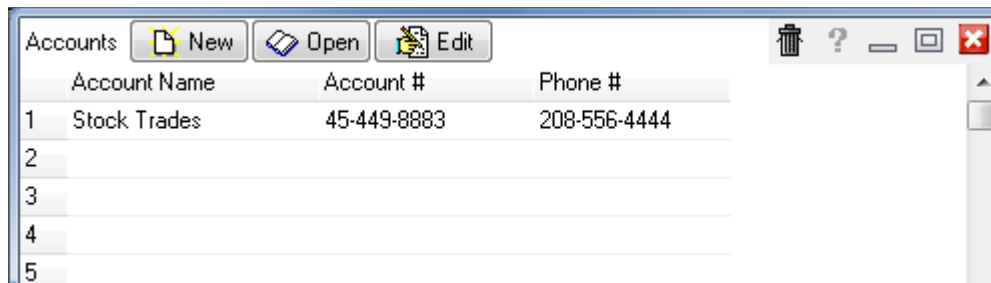 Accounts New Open Edit ?
Account Name Account # Phone #
1 Stock Trades 45-449-8883 208-556-4444
2
3
4
5